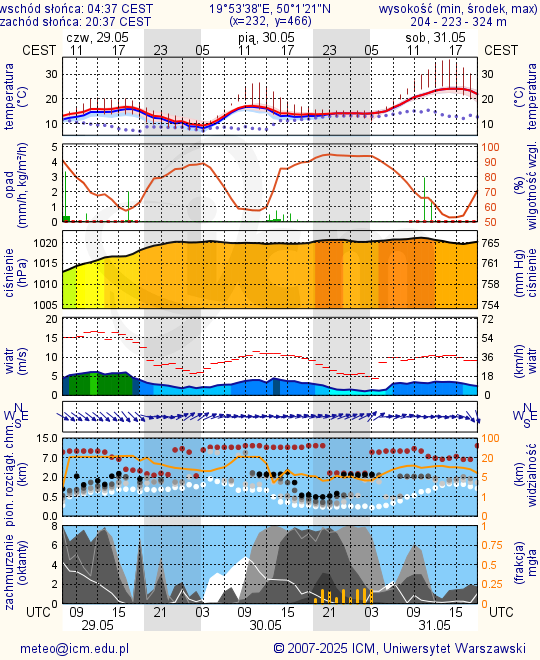 wschód słońca: 04:37 CEST 19°53'38"E, 50°1'21"N wysokość (min, środek, max)
zachód słońca: 20:37 CEST (x=232, y=466) 204 - 223 - 324 m
czw, 29.05 pią, 30.05 sob, 31.05
CEST 11 17 23 05 11 17 23 05 11 17 CEST
temperatura (°C) 30 20 10 30 20 10 (°C) temperatura
opad (mm/h, kg/m²/h) 5 4 3 2 1 0 100 90 80 70 60 50 (%) wilgotność wzgl.
ciśnienie (hPa) 1020 1015 1010 1005 765 761 758 754 (mm Hg) ciśnienie
wiatr (m/s) 20 15 10 5 0 72 54 36 18 0 (km/h) wiatr
N W E S N W E S
pion. rozciągł. chm. (km) 15.0 7.0 2.0 0.5 0.0 100 20 5 1 0 (km) widzialność
zachmurzenie (oktanty) 8 6 4 2 0 1 0.75 0.5 0.25 0 (frakcja) mgła
UTC 09 15 21 03 09 15 21 03 09 15 UTC
29.05 30.05 31.05
meteo@icm.edu.pl © 2007-2025 ICM, Uniwersytet Warszawski